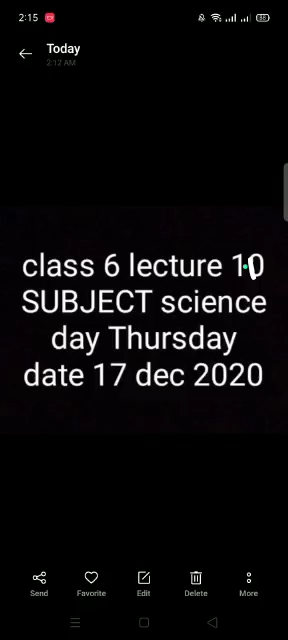 2:15
Today
2:12 AM
class 6 lecture 10
SUBJECT science
day Thursday
date 17 dec 2020
Send Favorite Edit Delete More